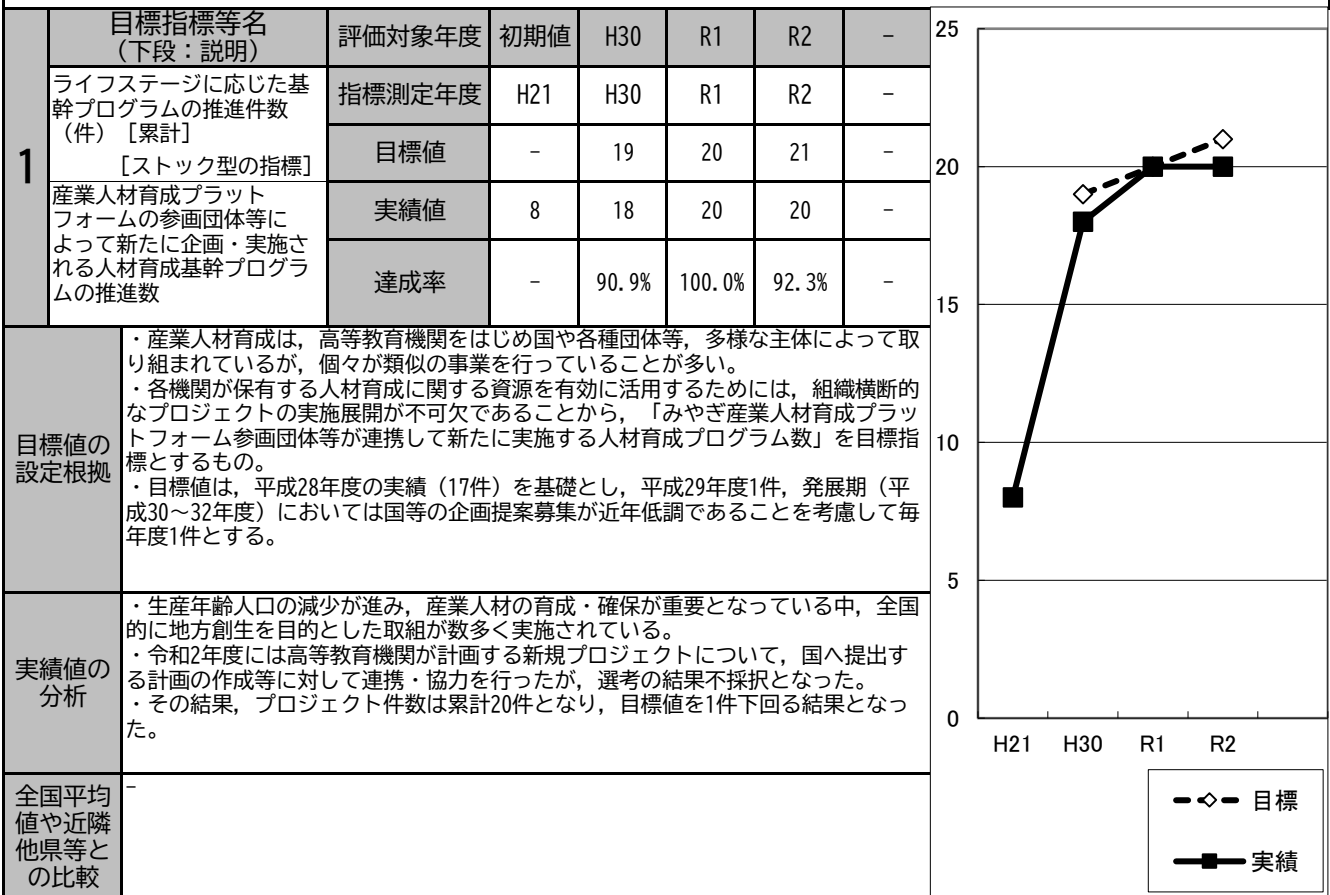 1
目標指標等名
（下段：説明）
評価対象年度 初期値 H30 R1 R2 －
ライフステージに応じた基
幹プログラムの推進件数
（件）［累計］
［ストック型の指標］
指標測定年度 H21 H30 R1 R2 －
目標値 － 19 20 21 －
産業人材育成プラット
フォームの参画団体等に
よって新たに企画・実施さ
れる人材育成基幹プログラ
ムの推進数
実績値 8 18 20 20 －
達成率 － 90.9% 100.0% 92.3% －
目標値の
設定根拠
・産業人材育成は，高等教育機関をはじめ国や各種団体等，多様な主体によって取
り組まれているが，個々が類似の事業を行っていることが多い。
・各機関が保有する人材育成に関する資源を有効に活用するためには，組織横断的
なプロジェクトの実施展開が不可欠であることから，「みやぎ産業人材育成プラッ
トフォーム参画団体等が連携して新たに実施する人材育成プログラム数」を目標指
標とするもの。
・目標値は，平成28年度の実績（17件）を基礎とし，平成29年度1件，発展期（平
成30～32年度）においては国等の企画提案募集が近年低調であることを考慮して毎
年度1件とする。
実績値の
分析
・生産年齢人口の減少が進み，産業人材の育成・確保が重要となっている中，全国
的に地方創生を目的とした取組が数多く実施されている。
・令和2年度には高等教育機関が計画する新規プロジェクトについて，国へ提出す
る計画の作成等に対して連携・協力を行ったが，選考の結果不採択となった。
・その結果，プロジェクト件数は累計20件となり，目標値を1件下回る結果となっ
た。
全国平均
値や近隣
他県等と
の比較
－
25
20
15
10
5
0
H21 H30 R1 R2
目標
実績